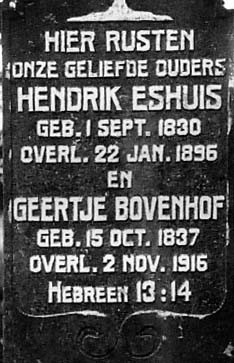 HIER RUSTEN
ONZE GELIEFDE OUDERS
HENDRIK ESHUIS
GEB. 1 SEPT. 1830
OVERL. 22 JAN. 1896
EN
GEERTJE BOVENHOF
GEB. 15 OCT. 1837
OVERL. 2 NOV. 1916
HEBREEN 13:14